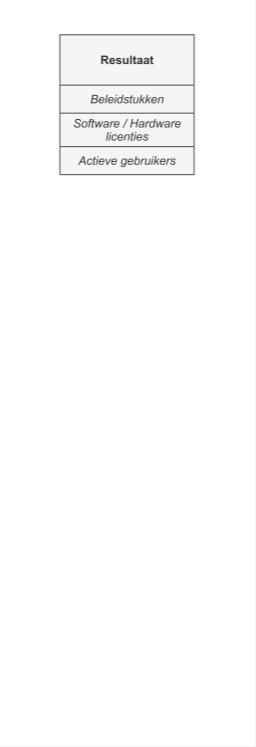 Resultaat
Beleidstukken
Software / Hardware
licenties
Actieve gebruikers